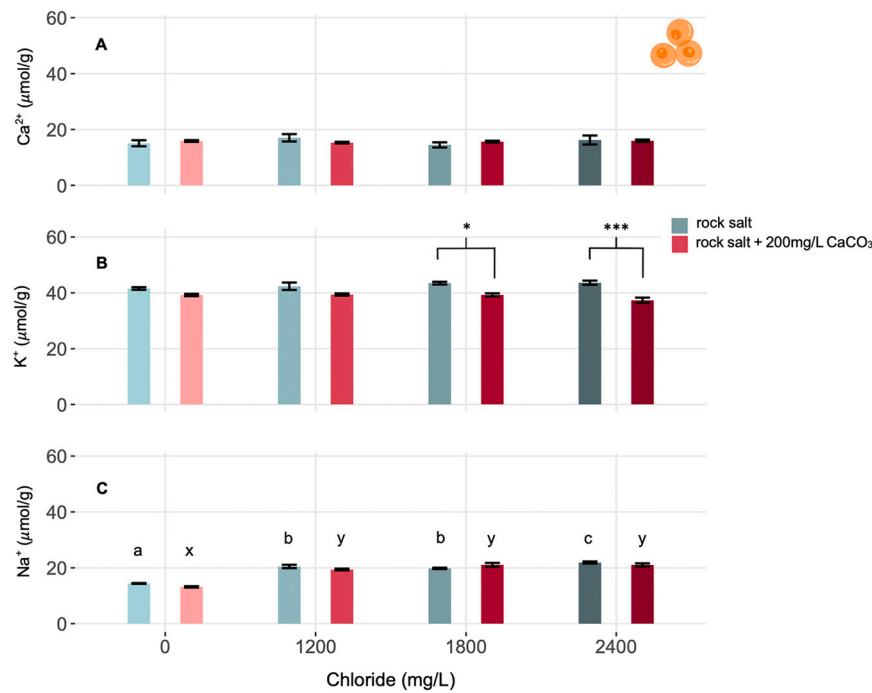 60
A
40
20
0
Ca²⁺ (μmol/g)
60
* ***
rock salt
rock salt + 200mg/L CaCO₃
B
40
20
0
K⁺ (μmol/g)
60
C
40
a x b y b y c y
20
0
Na⁺ (μmol/g)
0 1200 1800 2400
Chloride (mg/L)